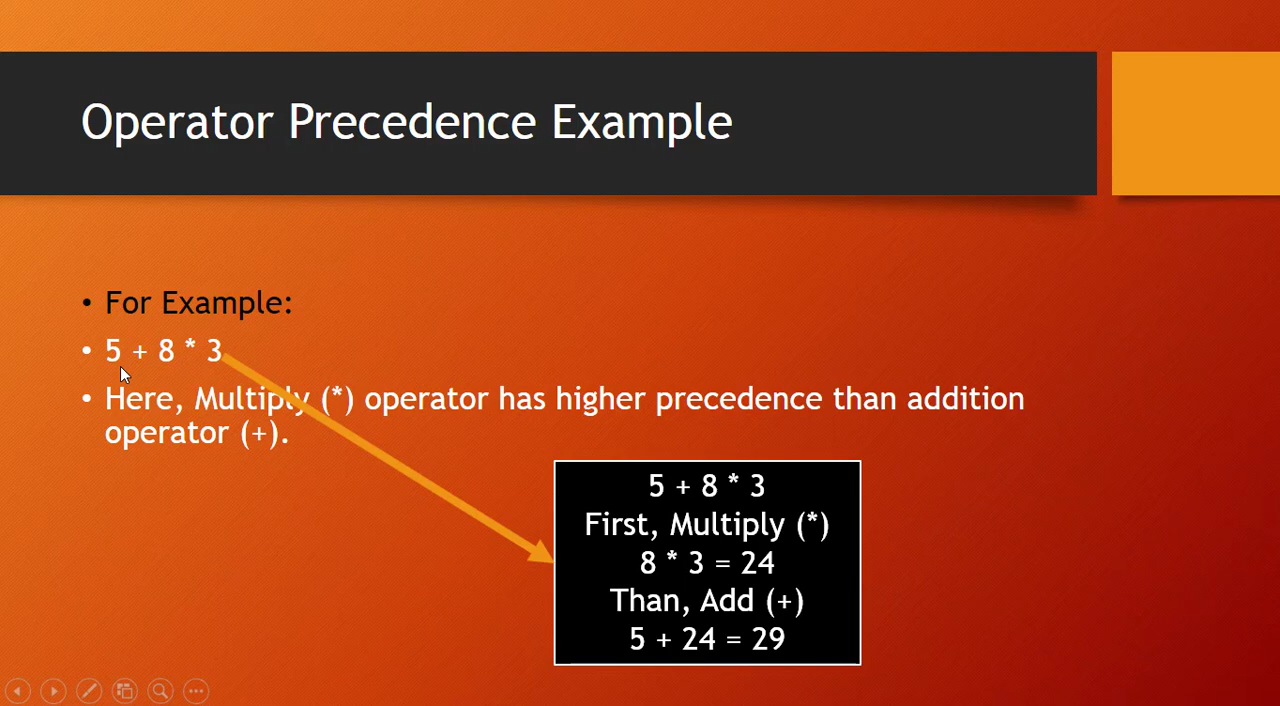 Operator Precedence Example
• For Example:
• 5 + 8 * 3
• Here, Multiply (*) operator has higher precedence than addition
operator (+).
5 + 8 * 3
First, Multiply (*)
8 * 3 = 24
Than, Add (+)
5 + 24 = 29